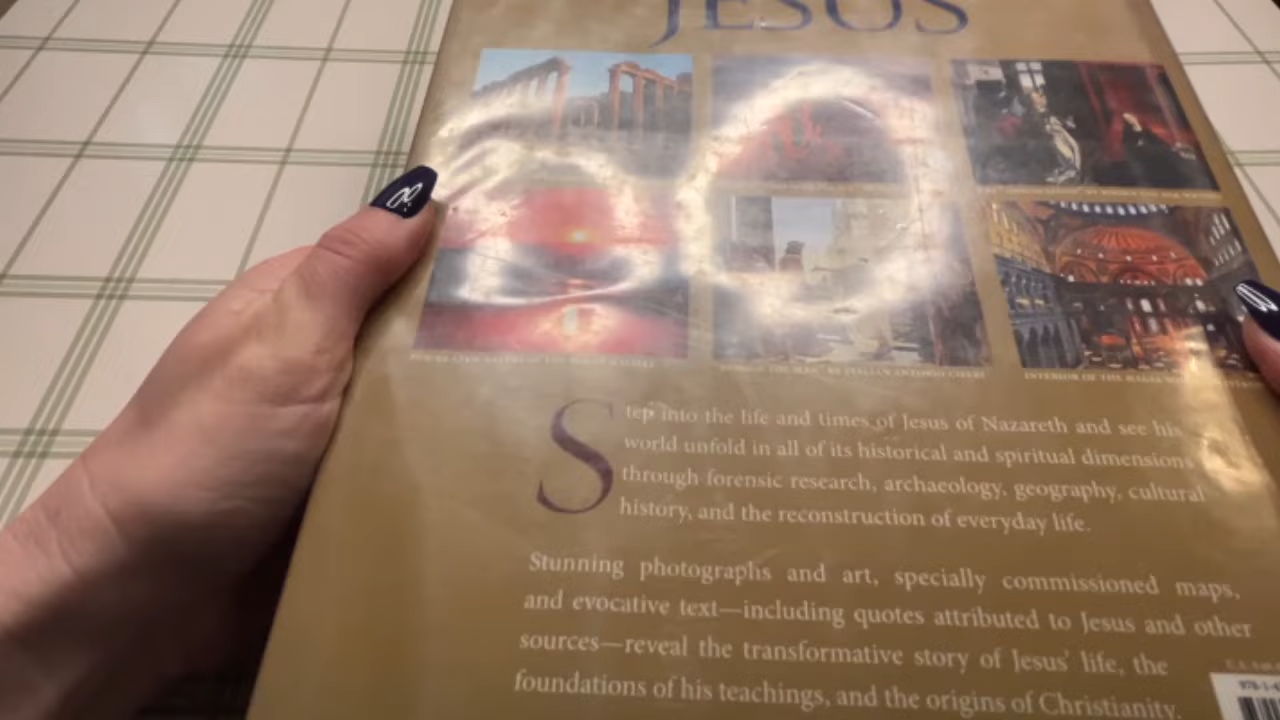 JESUS
INTERIOR OF THE
Step into the life and times of Jesus of Nazareth and see his
world unfold in all of its historical and spiritual dimensions
through forensic research, archaeology, geography, cultural
history, and the reconstruction of everyday life.
Stunning photographs and art, specially commissioned maps,
and evocative text—including quotes attributed to Jesus and other
sources—reveal the transformative story of Jesus' life, the
foundations of his teachings, and the origins of Christianity.